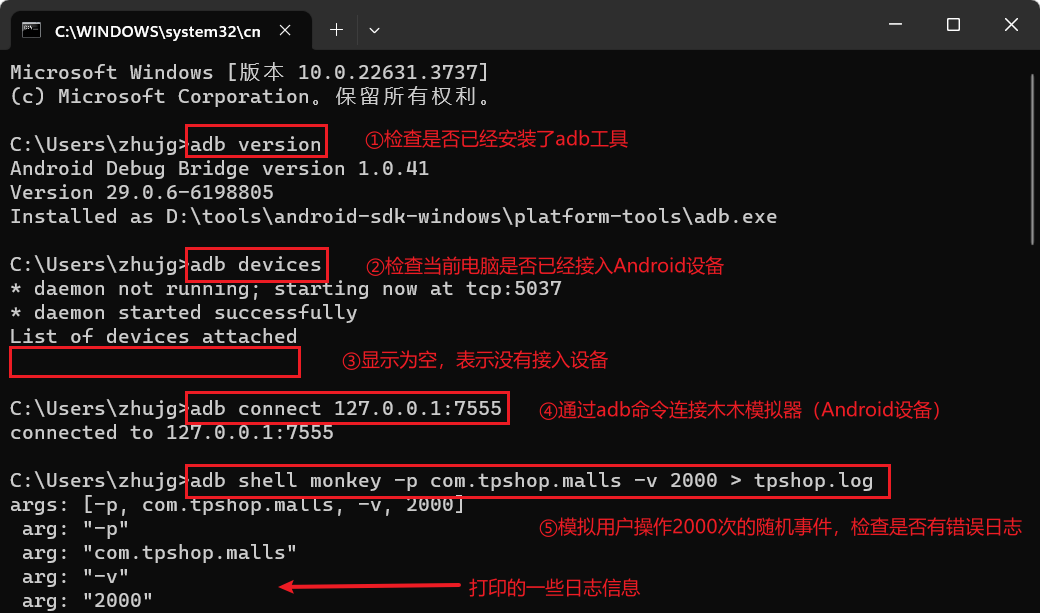 C:\WINDOWS\system32\cn
Microsoft Windows [版本 10.0.22631.3737]
(c) Microsoft Corporation。保留所有权利。
C:\Users\zhujg>adb version ①检查是否已经安装了adb工具
Android Debug Bridge version 1.0.41
Version 29.0.6-6198805
Installed as D:\tools\android-sdk-windows\platform-tools\adb.exe
C:\Users\zhujg>adb devices ②检查当前电脑是否已经接入Android设备
* daemon not running; starting now at tcp:5037
* daemon started successfully
List of devices attached
③显示为空，表示没有接入设备
C:\Users\zhujg>adb connect 127.0.0.1:7555 ④通过adb命令连接木木模拟器（Android设备）
connected to 127.0.0.1:7555
C:\Users\zhujg>adb shell monkey -p com.tpshop.malls -v 2000 > tpshop.log
args: [-p, com.tpshop.malls, -v, 2000]
arg: "-p" ⑤模拟用户操作2000次的随机事件，检查是否有错误日志
arg: "com.tpshop.malls"
arg: "-v" 打印的一些日志信息
arg: "2000"